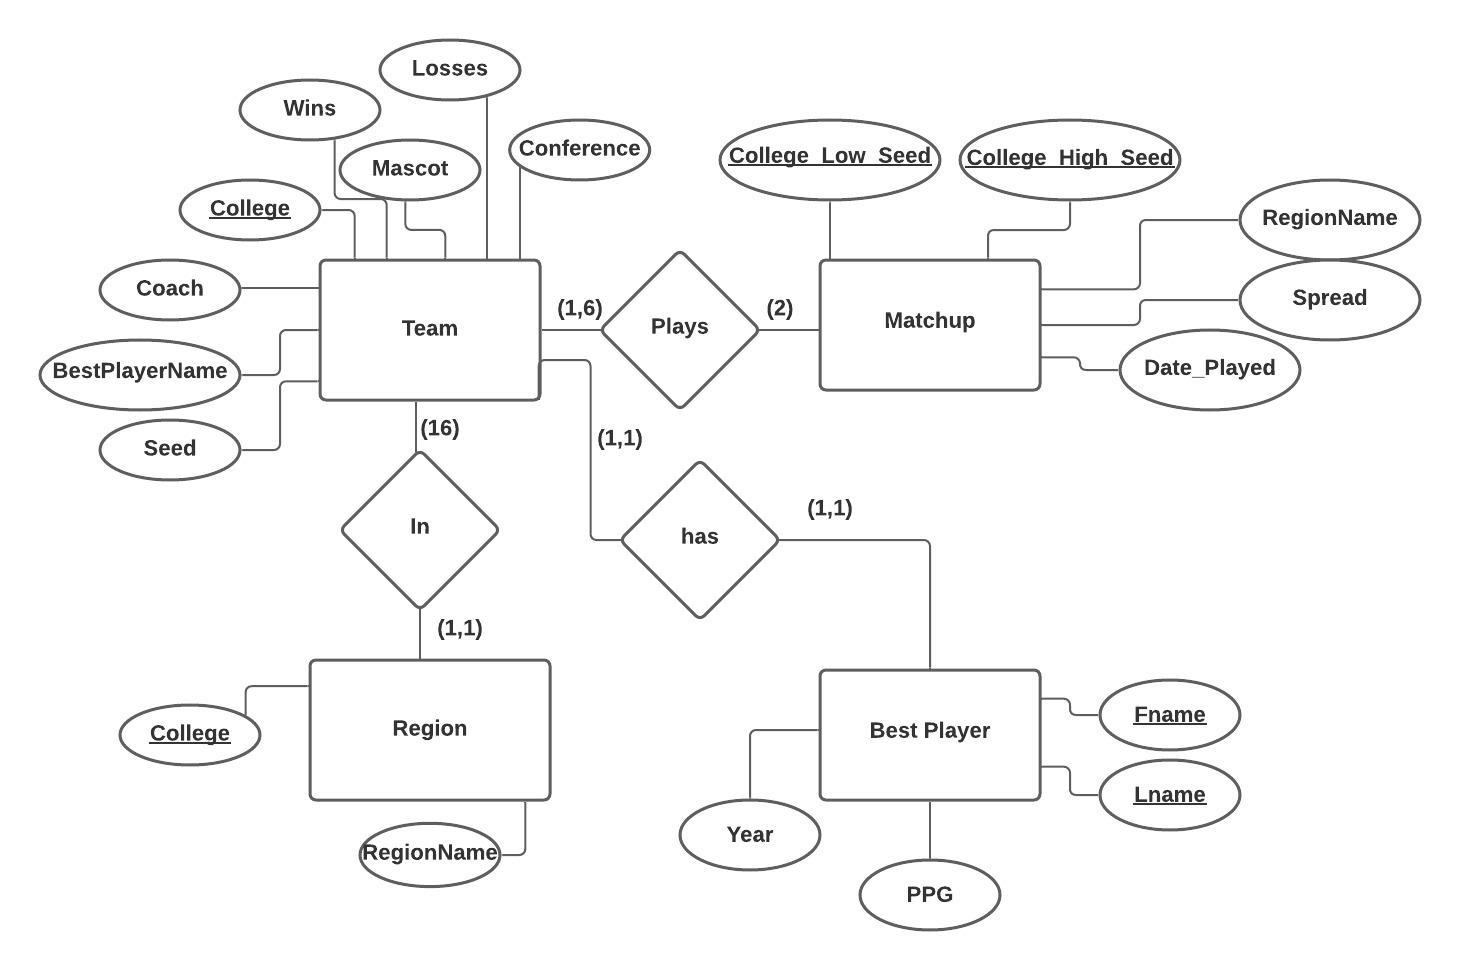 Losses
Wins
Conference
Mascot
College_Low_Seed
College_High_Seed
College
RegionName
Coach
Spread
(1,6)
Plays
(2)
Matchup
Team
BestPlayerName
Date_Played
Seed
(16)
(1,1)
In
has
(1,1)
(1,1)
College
Region
Best Player
Fname
Lname
Year
RegionName
PPG